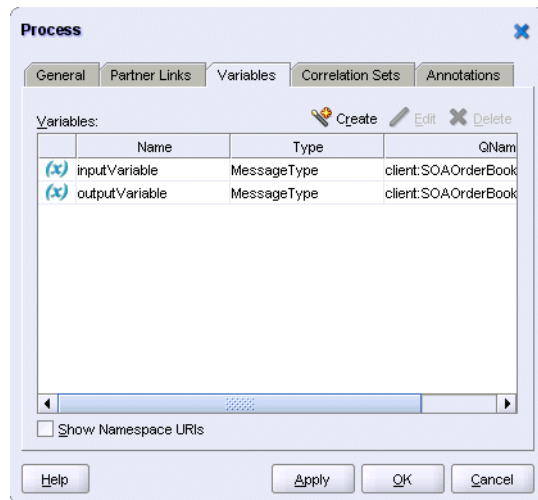 Process
General Partner Links Variables Correlation Sets Annotations
Variables: Create Edit Delete
Name Type QNam
(x) inputVariable MessageType client:SOAOrderBook
(x) outputVariable MessageType client:SOAOrderBook
Show Namespace URIs
Help Apply OK Cancel